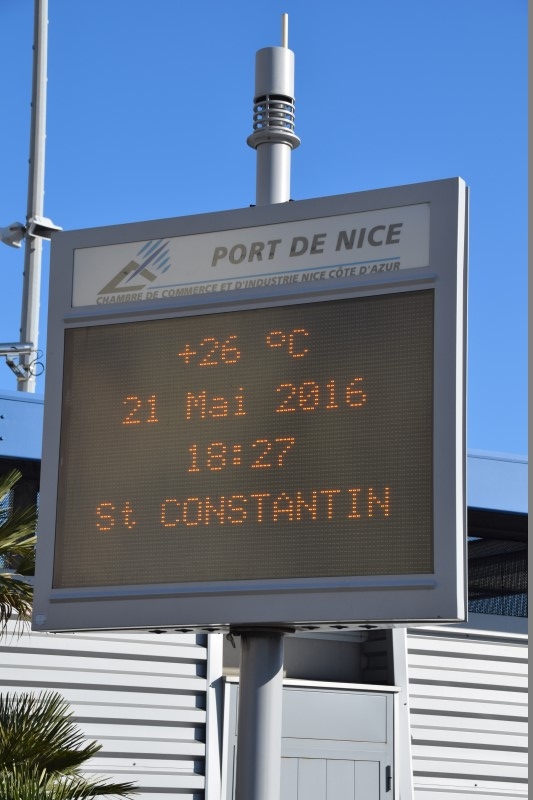 PORT DE NICE
CHAMBRE DE COMMERCE ET D'INDUSTRIE NICE CÔTE D'AZUR
+26 °C
21 Mai 2016
18:27
St CONSTANTIN